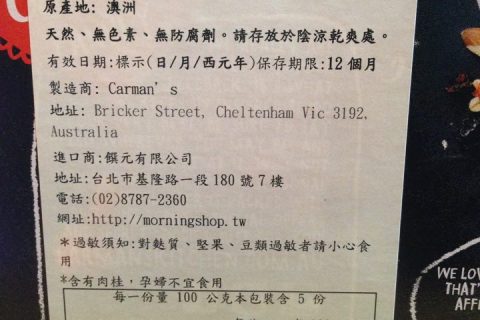 原產地: 澳洲
天然、無色素、無防腐劑。請存放於陰涼乾爽處。
有效日期:標示(日/月/西元年)保存期限:12個月
製造商: Carman's
地址: Bricker Street, Cheltenham Vic 3192,
Australia
進口商:饌元有限公司
地址:台北市基隆路一段180號7樓
電話:(02)8787-2360
網址:http://morningshop.tw
*過敏須知:對麩質、堅果、豆類過敏者請小心食
用
*含有肉桂，孕婦不宜食用
每一份量 100 公克本包裝含 5 份
WE LO
THAT'
AFF